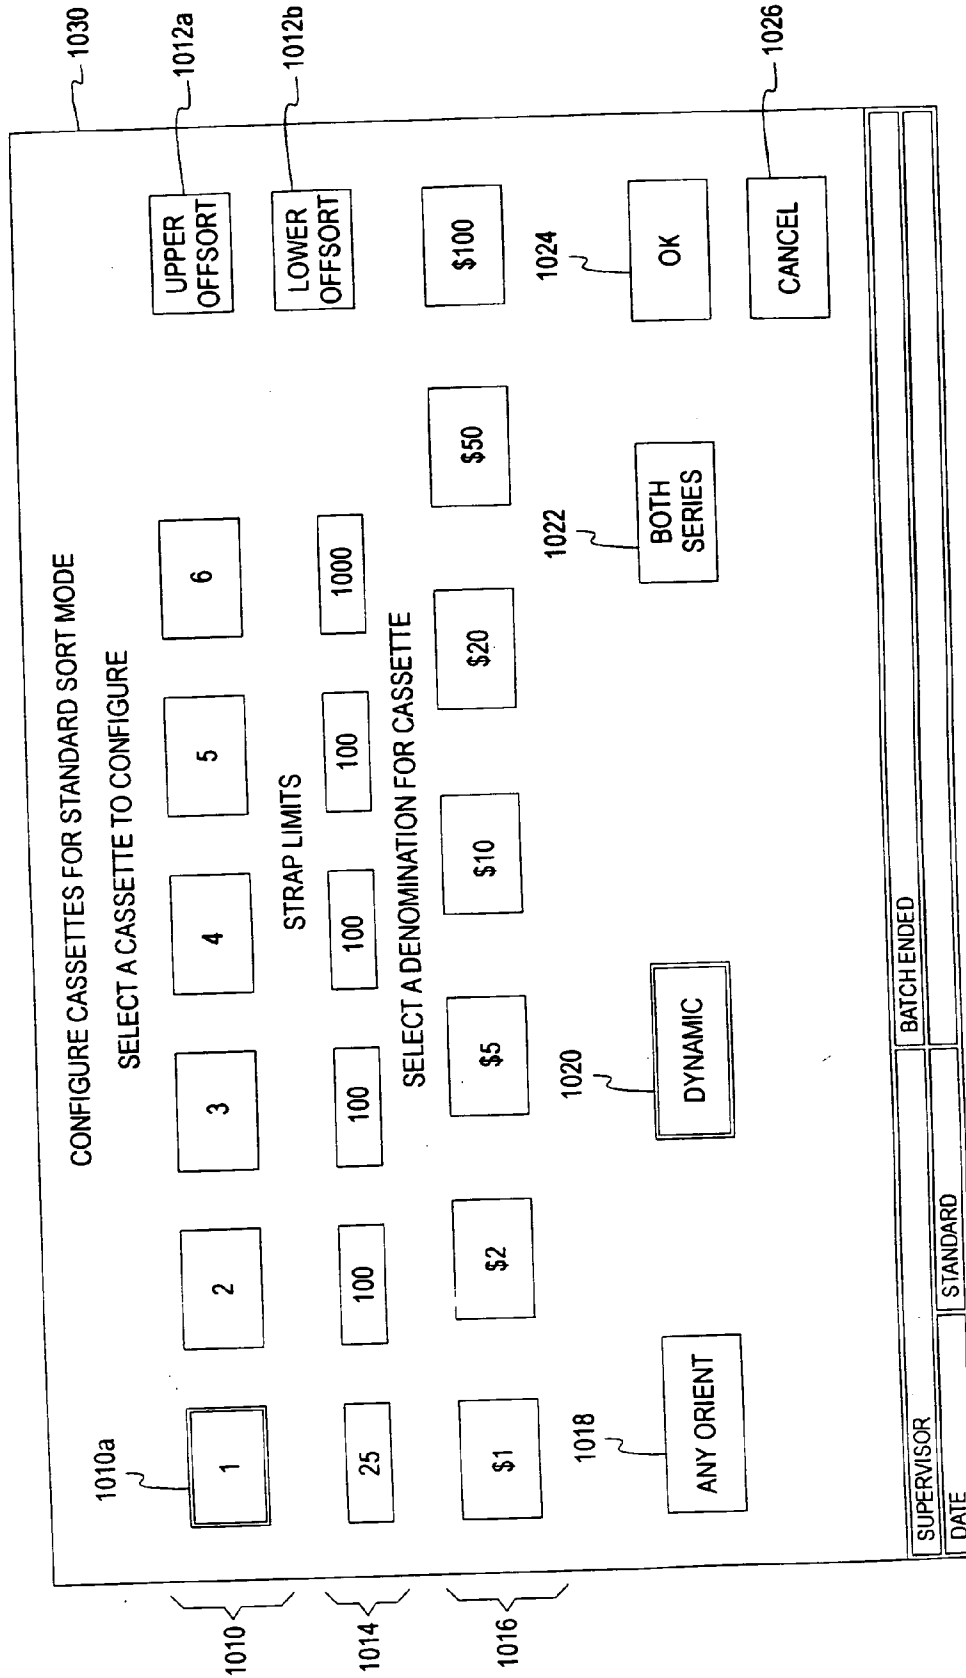 1030
CONFIGURE CASSETTES FOR STANDARD SORT MODE
SELECT A CASSETTE TO CONFIGURE
1010a
1010
1
2
3
4
5
6
UPPER
OFFSORT
1012a
STRAP LIMITS
LOWER
OFFSORT
1012b
1014
25
100
100
100
100
1000
SELECT A DENOMINATION FOR CASSETTE
1016
$1
$2
$5
$10
$20
$50
$100
1018
1020
1022
1024
ANY ORIENT
DYNAMIC
BOTH
SERIES
OK
CANCEL
1026
SUPERVISOR
BATCH ENDED
DATE
STANDARD